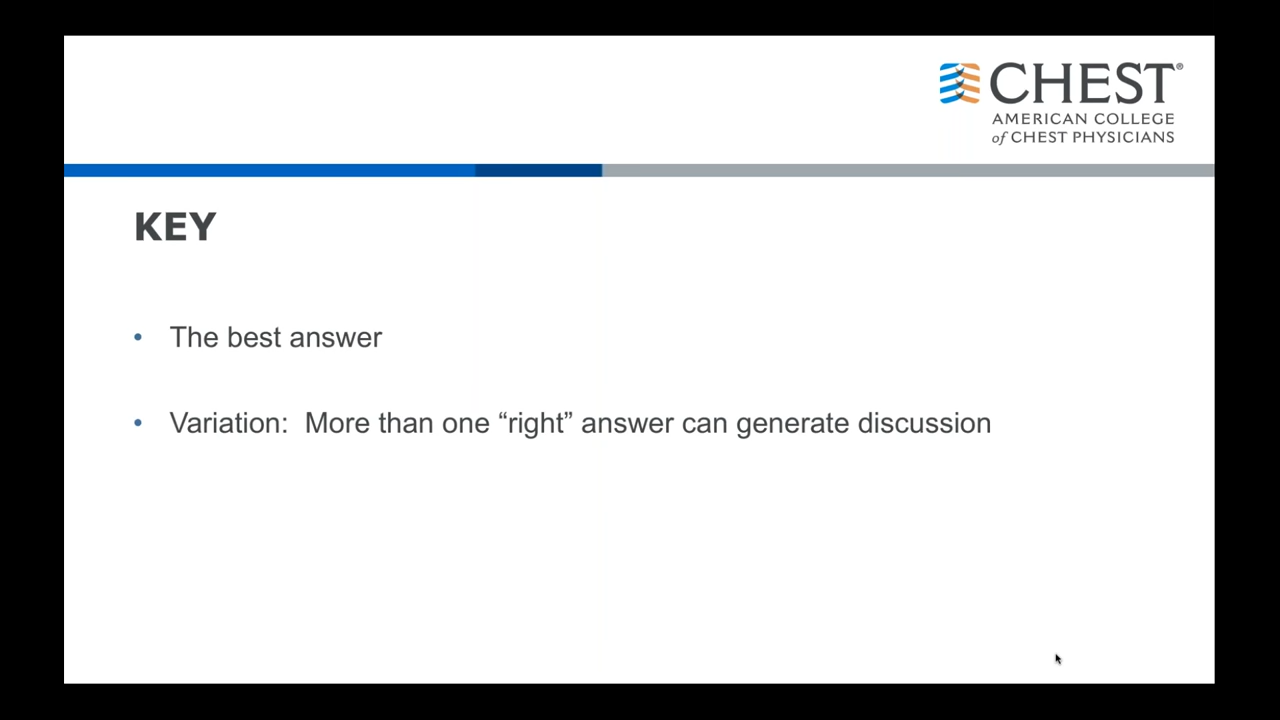 CHEST®
AMERICAN COLLEGE
of CHEST PHYSICIANS
KEY
• The best answer
• Variation:  More than one “right” answer can generate discussion